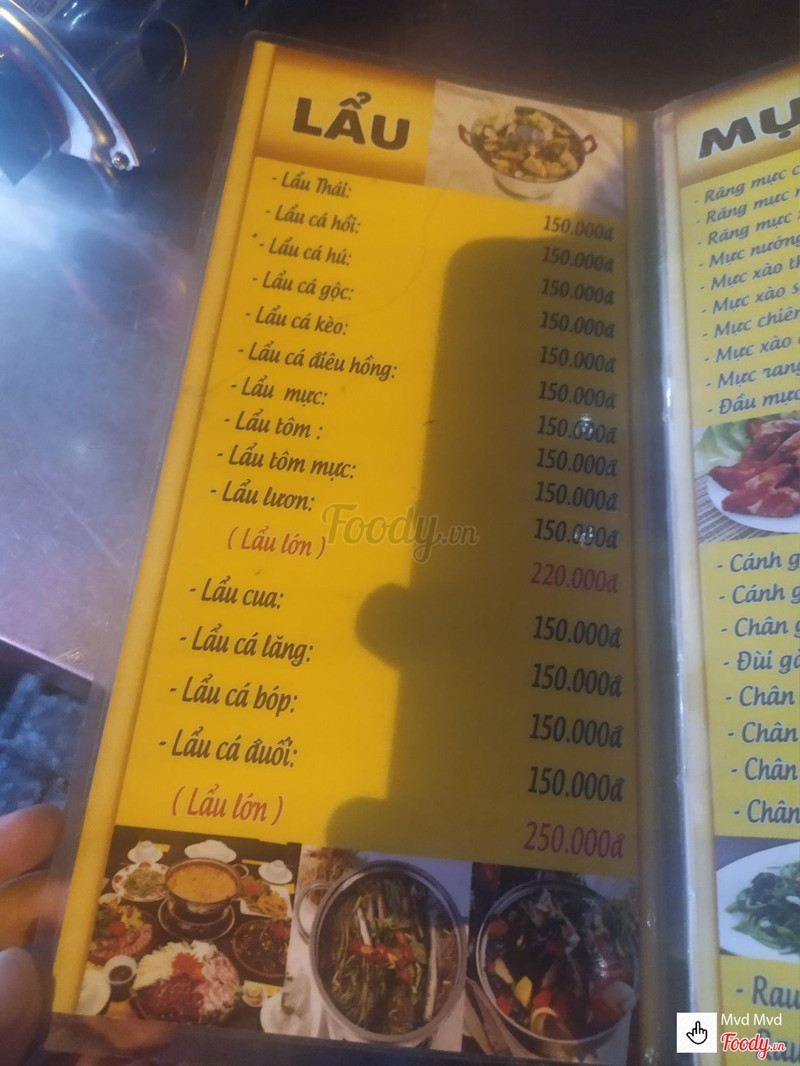 LẨU
- Lẩu Thái: 150.000đ
- Lẩu cá hồi: 150.000đ
- Lẩu cá hú: 150.000đ
- Lẩu cá gộc: 150.000đ
- Lẩu cá kèo: 150.000đ
- Lẩu cá điêu hồng: 150.000đ
- Lẩu mực: 150.000đ
- Lẩu tôm : 150.000đ
- Lẩu tôm mực: 150.000đ
- Lẩu lươn: 150.000đ
( Lẩu lớn ) 220.000đ
- Lẩu cua: 150.000đ
- Lẩu cá lăng: 150.000đ
- Lẩu cá bóp: 150.000đ
- Lẩu cá đuối: 150.000đ
( Lẩu lớn ) 250.000đ
MỰ
- Răng mực
- Răng mực
- Răng mực
- Mực nướng
- Mực xào
- Mực xào
- Mực chiên
- Mực xào
- Mực rang
- Đầu mực
- Cánh
- Cánh
- Chân
- Đùi gà
- Chân
- Chân
- Chân
- Chân
- Rau
Rau
Foody.vn
Mvd Mvd
Foody.vn